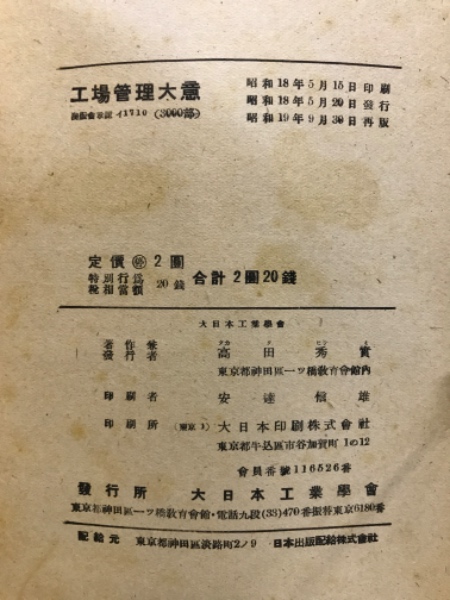 工場管理大意
出版會承認 イ1710 (3000部)
昭和18年5月15日印刷
昭和18年5月20日發行
昭和19年9月30日再版
定價 ㊞ 2圓
特別行爲
稅相當額 20錢
合計2圓20錢
大日本工業學會
著作兼
發行者
高田秀實
東京都神田區一ツ橋敎育會館內
印刷者 安達信雄
印刷所 (東京1) 大日本印刷株式會社
東京都牛込區市谷加賀町1の12
會員番號116526番
發行所 大日本工業學會
東京都神田區一ツ橋敎育會館・電話九段(33)470番振替東京6180番
配給元 東京都神田區淡路町2ノ9 日本出版配給株式會社